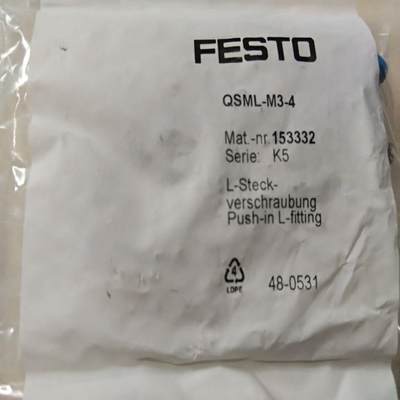 FESTO
QSML-M3-4
Mat.-nr.153332
Serie: K5
L-Steck-
verschraubung
Push-in L-fitting
4
LDPE
48-0531